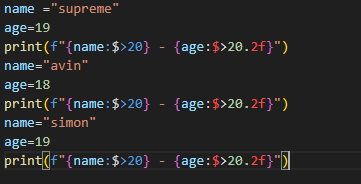 name ="supreme"
age=19
print(f"{name:$>20} - {age:$>20.2f}")
name="avin"
age=18
print(f"{name:$>20} - {age:$>20.2f}")
name="simon"
age=19
print(f"{name:$>20} - {age:$>20.2f}")